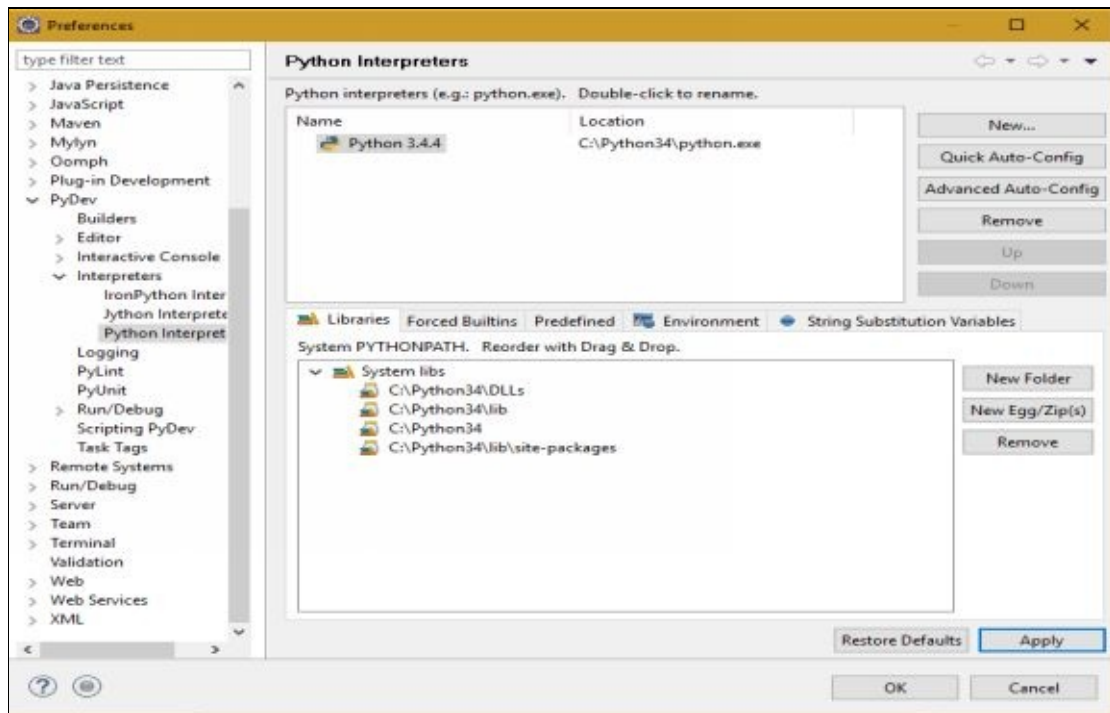 Preferences
type filter text
Java Persistence
JavaScript
Maven
Mylyn
Oomph
Plug-in Development
PyDev
Builders
Editor
Interactive Console
Interpreters
IronPython Inter
Jython Interprete
Python Interpret
Logging
PyLint
PyUnit
Run/Debug
Scripting PyDev
Task Tags
Remote Systems
Run/Debug
Server
Team
Terminal
Validation
Web
Web Services
XML
Python Interpreters
Python interpreters (e.g.: python.exe). Double-click to rename.
Name Location
Python 3.4.4 C:\Python34\python.exe
New...
Quick Auto-Config
Advanced Auto-Config
Remove
Up
Down
Libraries Forced Builtins Predefined Environment String Substitution Variables
System PYTHONPATH. Reorder with Drag & Drop.
System libs
C:\Python34\DLLs
C:\Python34\lib
C:\Python34
C:\Python34\lib\site-packages
New Folder
New Egg/Zip(s)
Remove
Restore Defaults Apply
OK Cancel